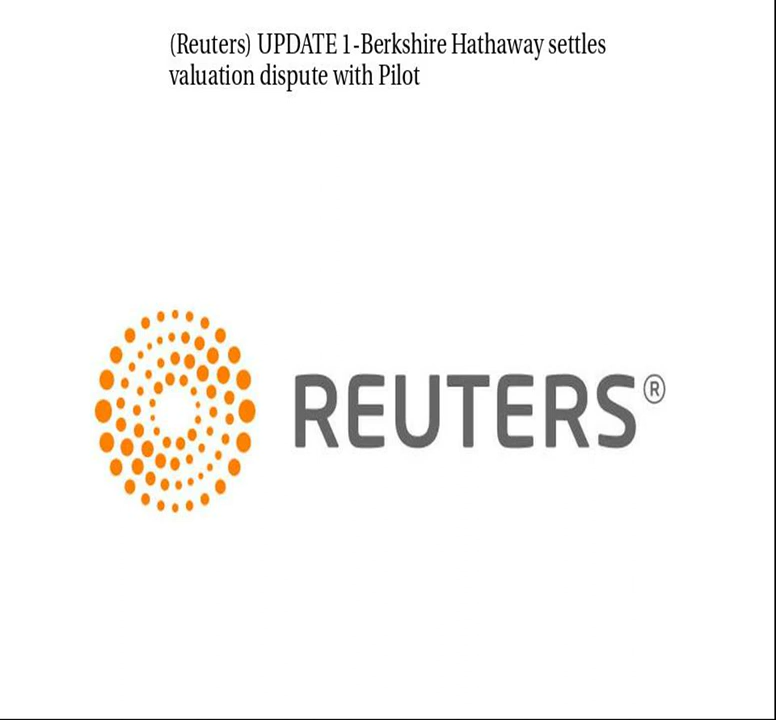 (Reuters) UPDATE 1-Berkshire Hathaway settles
valuation dispute with Pilot
REUTERS®